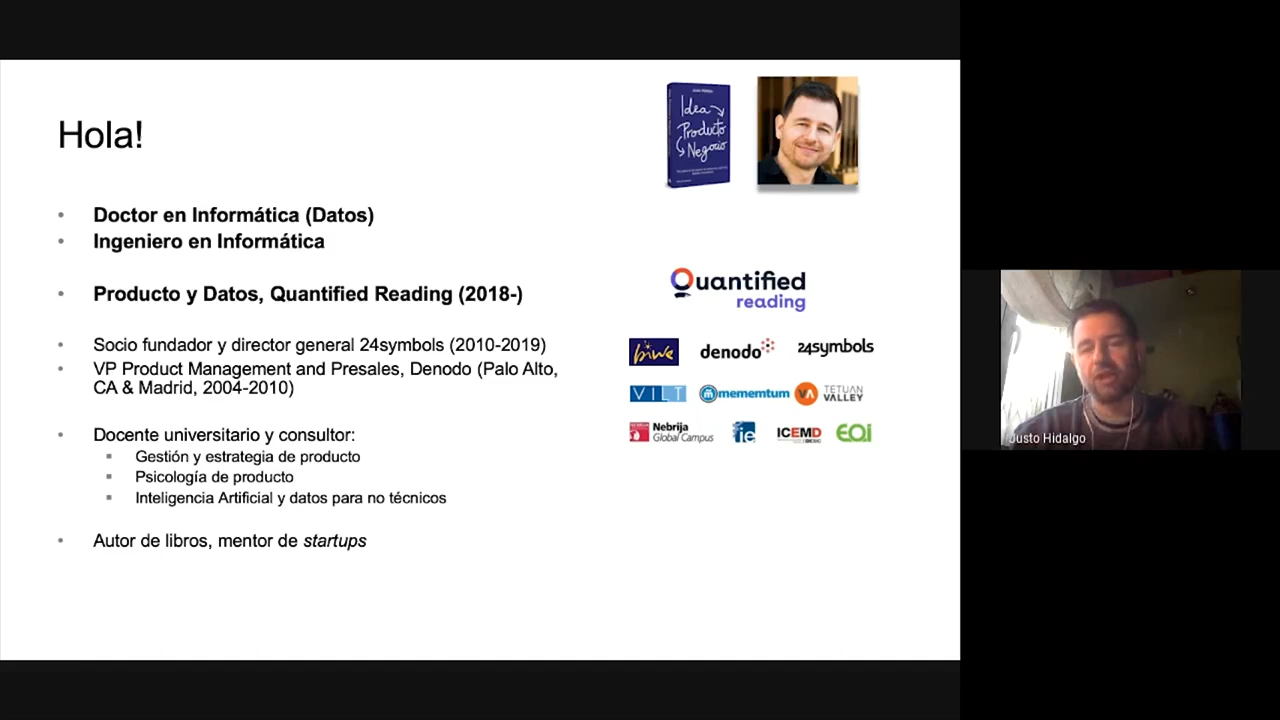 Hola!
Idea
Producto
Negocio
Doctor en Informática (Datos)
Ingeniero en Informática
Quantified
reading
Producto y Datos, Quantified Reading (2018-)
Socio fundador y director general 24symbols (2010-2019)
VP Product Management and Presales, Denodo (Palo Alto,
CA & Madrid, 2004-2010)
denodo
24symbols
VILT
mememtum
VA
TETUAN
VALLEY
Nebrija
Global Campus
ie
ICEMD
EOi
Docente universitario y consultor:
Gestión y estrategia de producto
Psicología de producto
Inteligencia Artificial y datos para no técnicos
Autor de libros, mentor de startups
Justo Hidalgo